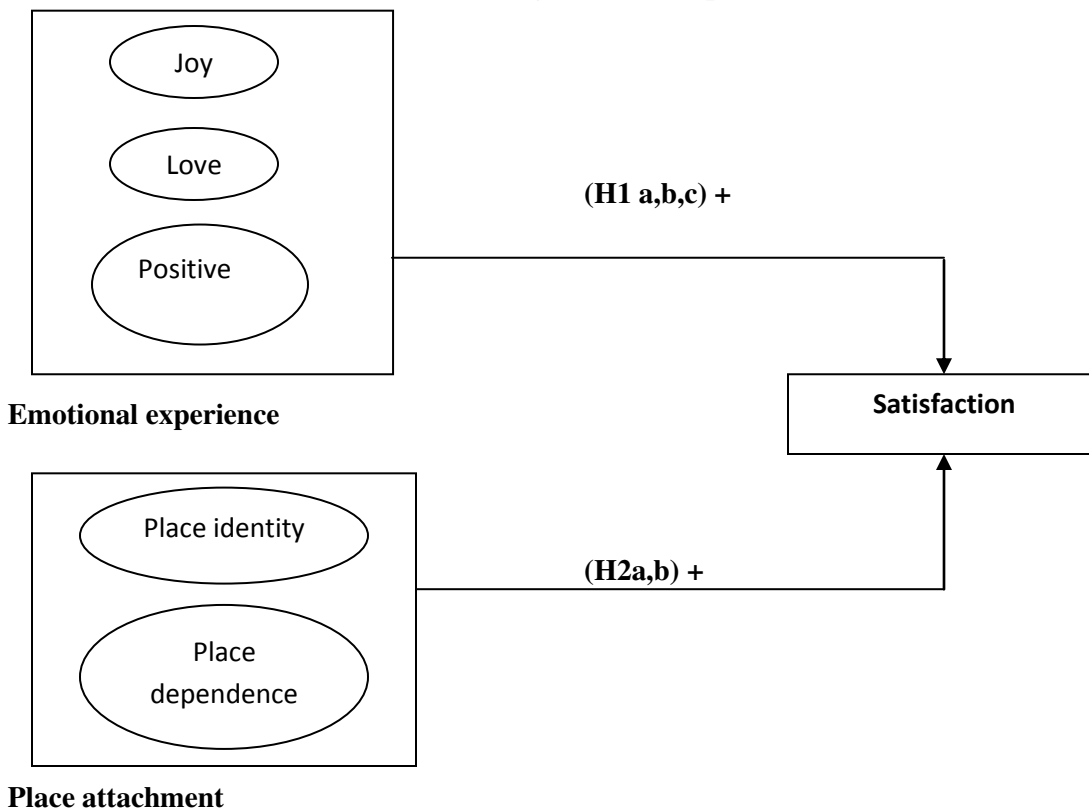 Joy
Love
Positive
(H1 a,b,c) +
Emotional experience
Satisfaction
Place identity
(H2a,b) +
Place
dependence
Place attachment